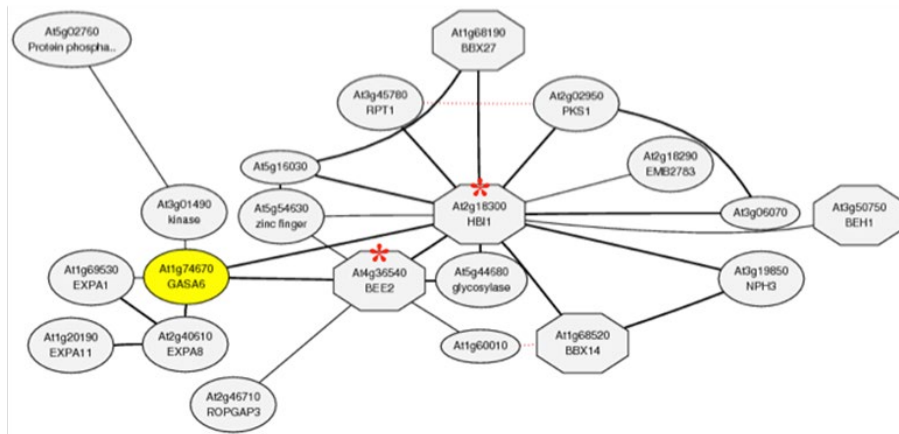 At5g02760
Protein phospha..
At1g68190
BBX27
At3g45780
RPT1
At2g02950
PKS1
At2g18290
EMB2783
At5g16030
At2g18300
HBI1
At3g06070
At3g50750
BEH1
At3g01490
kinase
At5g54630
zinc finger
At1g69530
EXPA1
At1g74670
GASA6
At4g36540
BEE2
At5g44680
glycosylase
At3g19850
NPH3
At1g20190
EXPA11
At2g40610
EXPA8
At1g60010
At1g68520
BBX14
At2g46710
ROPGAP3